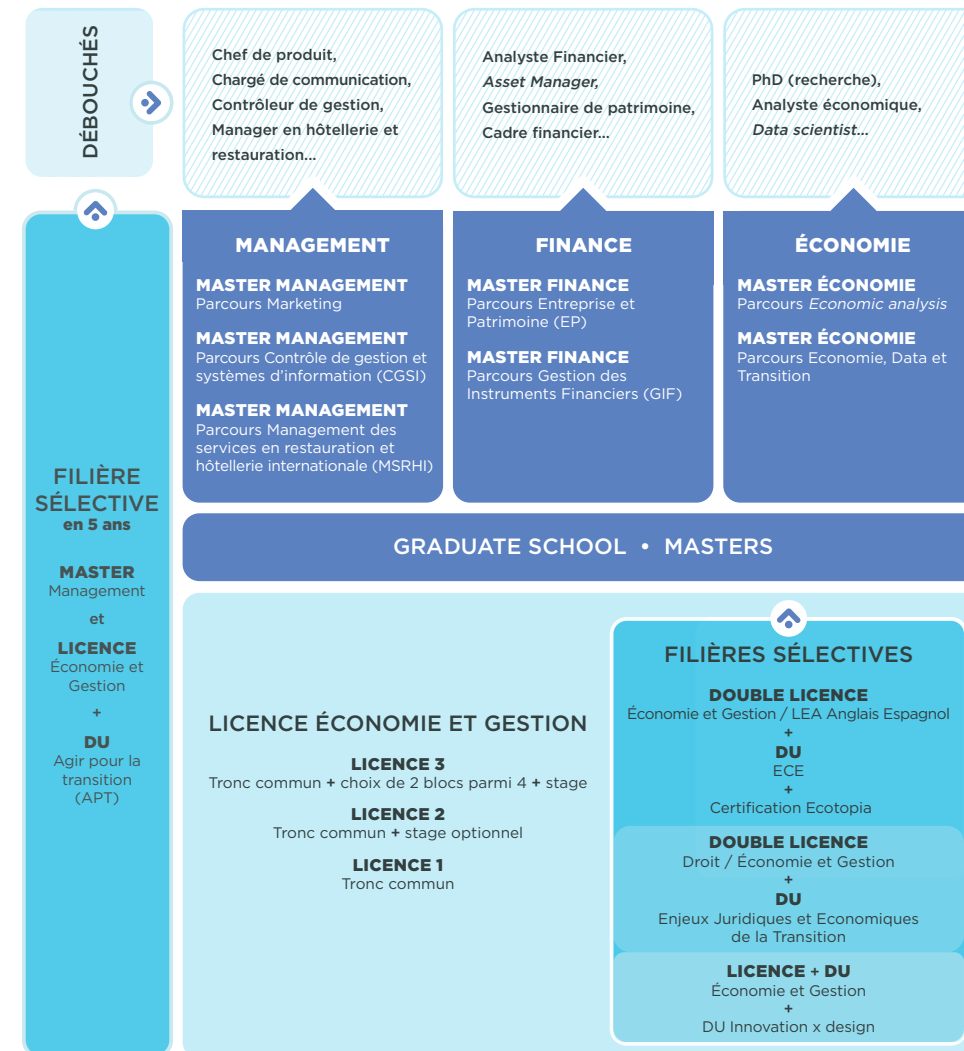 DÉBOUCHÉS
Chef de produit,
Chargé de communication,
Contrôleur de gestion,
Manager en hôtellerie et
restauration...
Analyste Financier,
Asset Manager,
Gestionnaire de patrimoine,
Cadre financier...
PhD (recherche),
Analyste économique,
Data scientist...
MANAGEMENT
MASTER MANAGEMENT
Parcours Marketing
MASTER MANAGEMENT
Parcours Contrôle de gestion et
systèmes d'information (CGSI)
MASTER MANAGEMENT
Parcours Management des
services en restauration et
hôtellerie internationale (MSRHI)
FINANCE
MASTER FINANCE
Parcours Entreprise et
Patrimoine (EP)
MASTER FINANCE
Parcours Gestion des
Instruments Financiers (GIF)
ÉCONOMIE
MASTER ÉCONOMIE
Parcours Economic analysis
MASTER ÉCONOMIE
Parcours Economie, Data et
Transition
FILIÈRE
SÉLECTIVE
en 5 ans
MASTER
Management
et
LICENCE
Économie et
Gestion
+
DU
Agir pour la
transition
(APT)
GRADUATE SCHOOL • MASTERS
LICENCE ÉCONOMIE ET GESTION
LICENCE 3
Tronc commun + choix de 2 blocs parmi 4 + stage
LICENCE 2
Tronc commun + stage optionnel
LICENCE 1
Tronc commun
FILIÈRES SÉLECTIVES
DOUBLE LICENCE
Économie et Gestion / LEA Anglais Espagnol
+
DU
ECE
+
Certification Ecotopia
DOUBLE LICENCE
Droit / Économie et Gestion
+
DU
Enjeux Juridiques et Economiques
de la Transition
LICENCE + DU
Économie et Gestion
+
DU Innovation x design